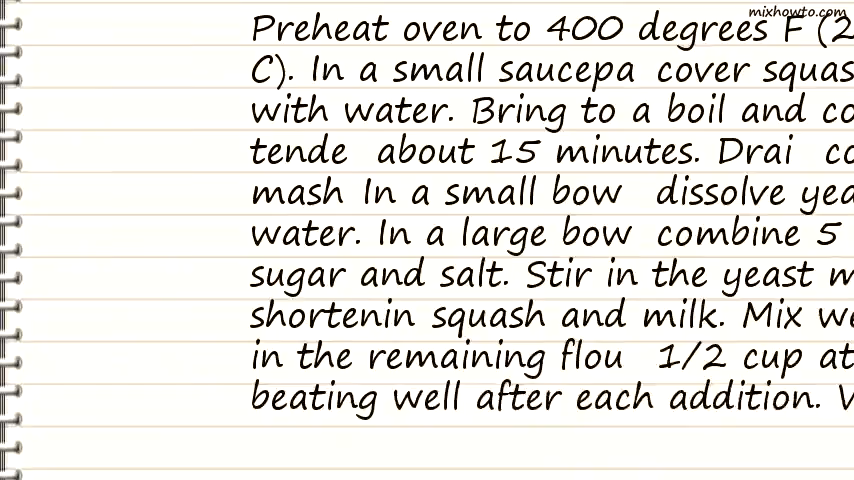 mixhowto.com
Preheat oven to 400 degrees F (2
C). In a small saucepa cover squas
with water. Bring to a boil and co
tende about 15 minutes. Drai co
mash In a small bow dissolve yea
water. In a large bow combine 5
sugar and salt. Stir in the yeast m
shortenin squash and milk. Mix we
in the remaining flou 1/2 cup at
beating well after each addition. W